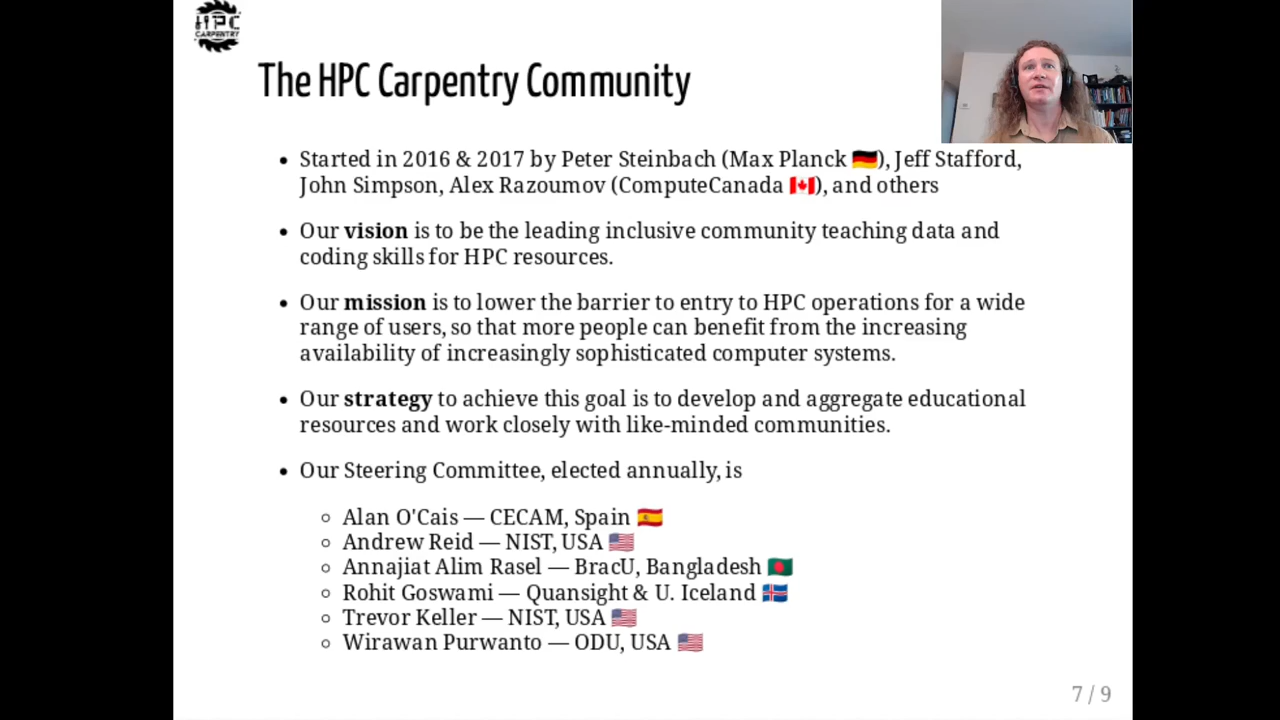 HPC
CARPENTRY
The HPC Carpentry Community
• Started in 2016 & 2017 by Peter Steinbach (Max Planck 🇩🇪), Jeff Stafford,
John Simpson, Alex Razoumov (ComputeCanada 🇨🇦), and others
• Our vision is to be the leading inclusive community teaching data and
coding skills for HPC resources.
• Our mission is to lower the barrier to entry to HPC operations for a wide
range of users, so that more people can benefit from the increasing
availability of increasingly sophisticated computer systems.
• Our strategy to achieve this goal is to develop and aggregate educational
resources and work closely with like-minded communities.
• Our Steering Committee, elected annually, is
○ Alan O'Cais — CECAM, Spain 🇪🇸
○ Andrew Reid — NIST, USA 🇺🇸
○ Annajiat Alim Rasel — BracU, Bangladesh 🇧🇩
○ Rohit Goswami — Quansight & U. Iceland 🇮🇸
○ Trevor Keller — NIST, USA 🇺🇸
○ Wirawan Purwanto — ODU, USA 🇺🇸
7 / 9